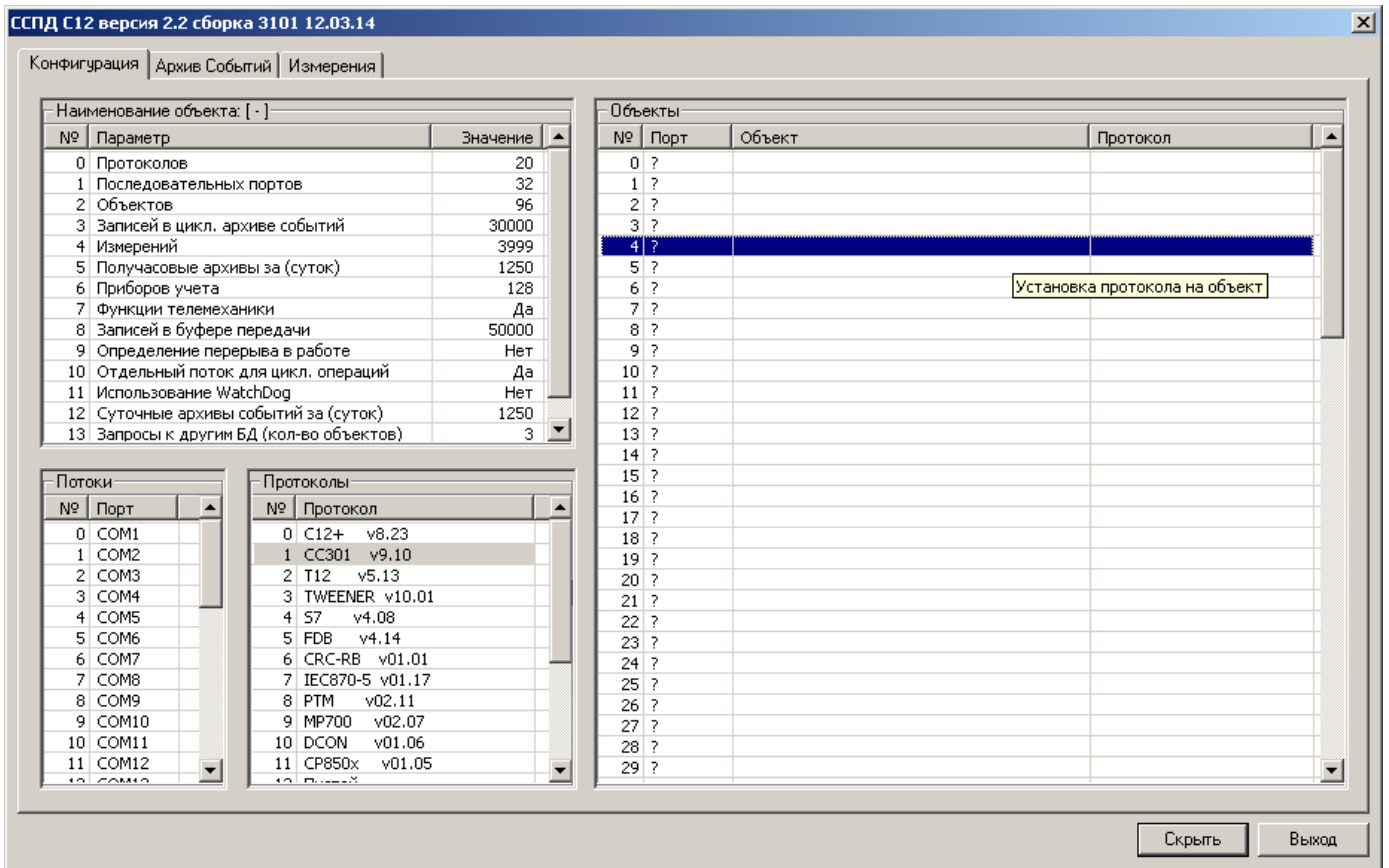 ССПД С12 версия 2.2 сборка 3101 12.03.14
Конфигурация Архив Событий Измерения
Наименование объекта: [ - ]
№ Параметр Значение
0 Протоколов 20
1 Последовательных портов 32
2 Объектов 96
3 Записей в цикл. архиве событий 30000
4 Измерений 3999
5 Получасовые архивы за (суток) 1250
6 Приборов учета 128
7 Функции телемеханики Да
8 Записей в буфере передачи 50000
9 Определение перерыва в работе Нет
10 Отдельный поток для цикл. операций Да
11 Использование WatchDog Нет
12 Суточные архивы событий за (суток) 1250
13 Запросы к другим БД (кол-во объектов) 3
Потоки
№ Порт
0 COM1
1 COM2
2 COM3
3 COM4
4 COM5
5 COM6
6 COM7
7 COM8
8 COM9
9 COM10
10 COM11
11 COM12
12 COM13
Протоколы
№ Протокол
0 C12+ v8.23
1 CC301 v9.10
2 T12 v5.13
3 TWEENER v10.01
4 S7 v4.08
5 FDB v4.14
6 CRC-RB v01.01
7 IEC870-5 v01.17
8 PTM v02.11
9 MP700 v02.07
10 DCON v01.06
11 CP850x v01.05
12 Пустой
Объекты
№ Порт Объект Протокол
0 ?
1 ?
2 ?
3 ?
4 ?
5 ?
Установка протокола на объект
6 ?
7 ?
8 ?
9 ?
10 ?
11 ?
12 ?
13 ?
14 ?
15 ?
16 ?
17 ?
18 ?
19 ?
20 ?
21 ?
22 ?
23 ?
24 ?
25 ?
26 ?
27 ?
28 ?
29 ?
Скрыть Выход